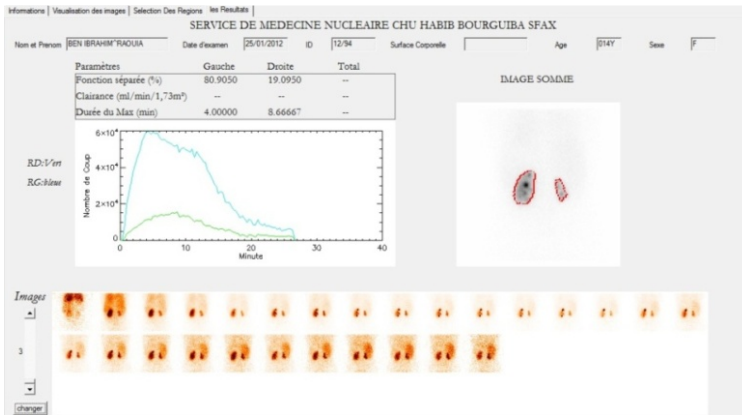 Informations | Visualisation des images | Selection Des Regions | les Resultats
SERVICE DE MEDECINE NUCLEAIRE CHU HABIB BOURGUIBA SFAX
Nom et Prenom BEN IBRAHIM^RAOUIA Date d'examen 25/01/2012 ID 12/94 Surface Corporelle Age 014Y Sexe F
Paramètres Gauche Droite Total
Fonction séparée (%) 80.9050 19.0950 --
Clairance (ml/min/1,73m²) -- -- --
Durée du Max (min) 4.00000 8.66667 --
IMAGE SOMME
RD:Vert
RG:bleue
Nombre de Coup
6×10⁴
4×10⁴
2×10⁴
0
0 10 20 30 40
Minute
Images
3
changer